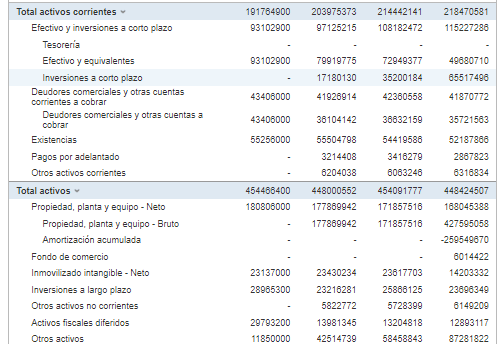 Total activos corrientes 191764900 203975373 214442141 218470581
Efectivo y inversiones a corto plazo 93102900 97125215 108182472 115227286
Tesorería - - - -
Efectivo y equivalentes 93102900 79919775 72949377 49680710
Inversiones a corto plazo - 17180130 35200184 65517496
Deudores comerciales y otras cuentas
corrientes a cobrar 43406000 41926914 42360558 41870772
Deudores comerciales y otras cuentas a
cobrar 43406000 36104142 36632159 35721563
Existencias 55256000 55504798 54419586 52187866
Pagos por adelantado - 3214408 3416279 2867823
Otros activos corrientes - 6204038 6063246 6316834
Total activos 454466400 448000552 454091777 448424507
Propiedad, planta y equipo - Neto 180806000 177869942 171857516 168045388
Propiedad, planta y equipo - Bruto - 177869942 171857516 427595058
Amortización acumulada - - - -259549670
Fondo de comercio - - - 6014422
Inmovilizado intangible - Neto 23137000 23430234 23617703 14203332
Inversiones a largo plazo 28965300 23216281 25866125 23696349
Otros activos no corrientes - 5822772 5728399 6149209
Activos fiscales diferidos 29793200 13981345 13204818 12893117
Otros activos 11850000 42514739 58458843 87281822